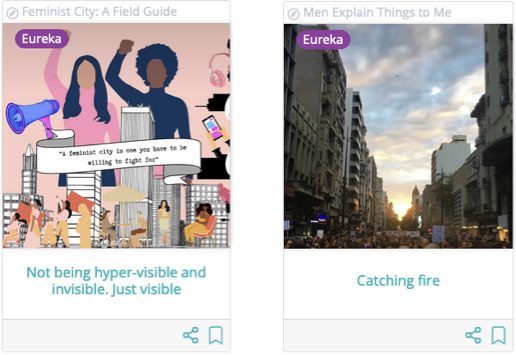 Feminist City: A Field Guide
Eureka
"A feminist city is one you have to be
willing to fight for"
Not being hyper-visible and
invisible. Just visible
Men Explain Things to Me
Eureka
Catching fire